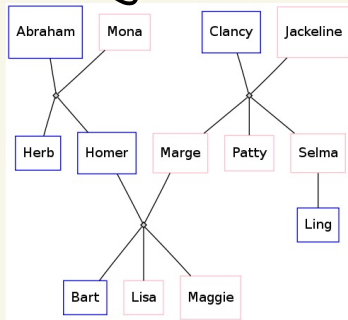 Abraham
Mona
Clancy
Jackeline
Herb
Homer
Marge
Patty
Selma
Ling
Bart
Lisa
Maggie